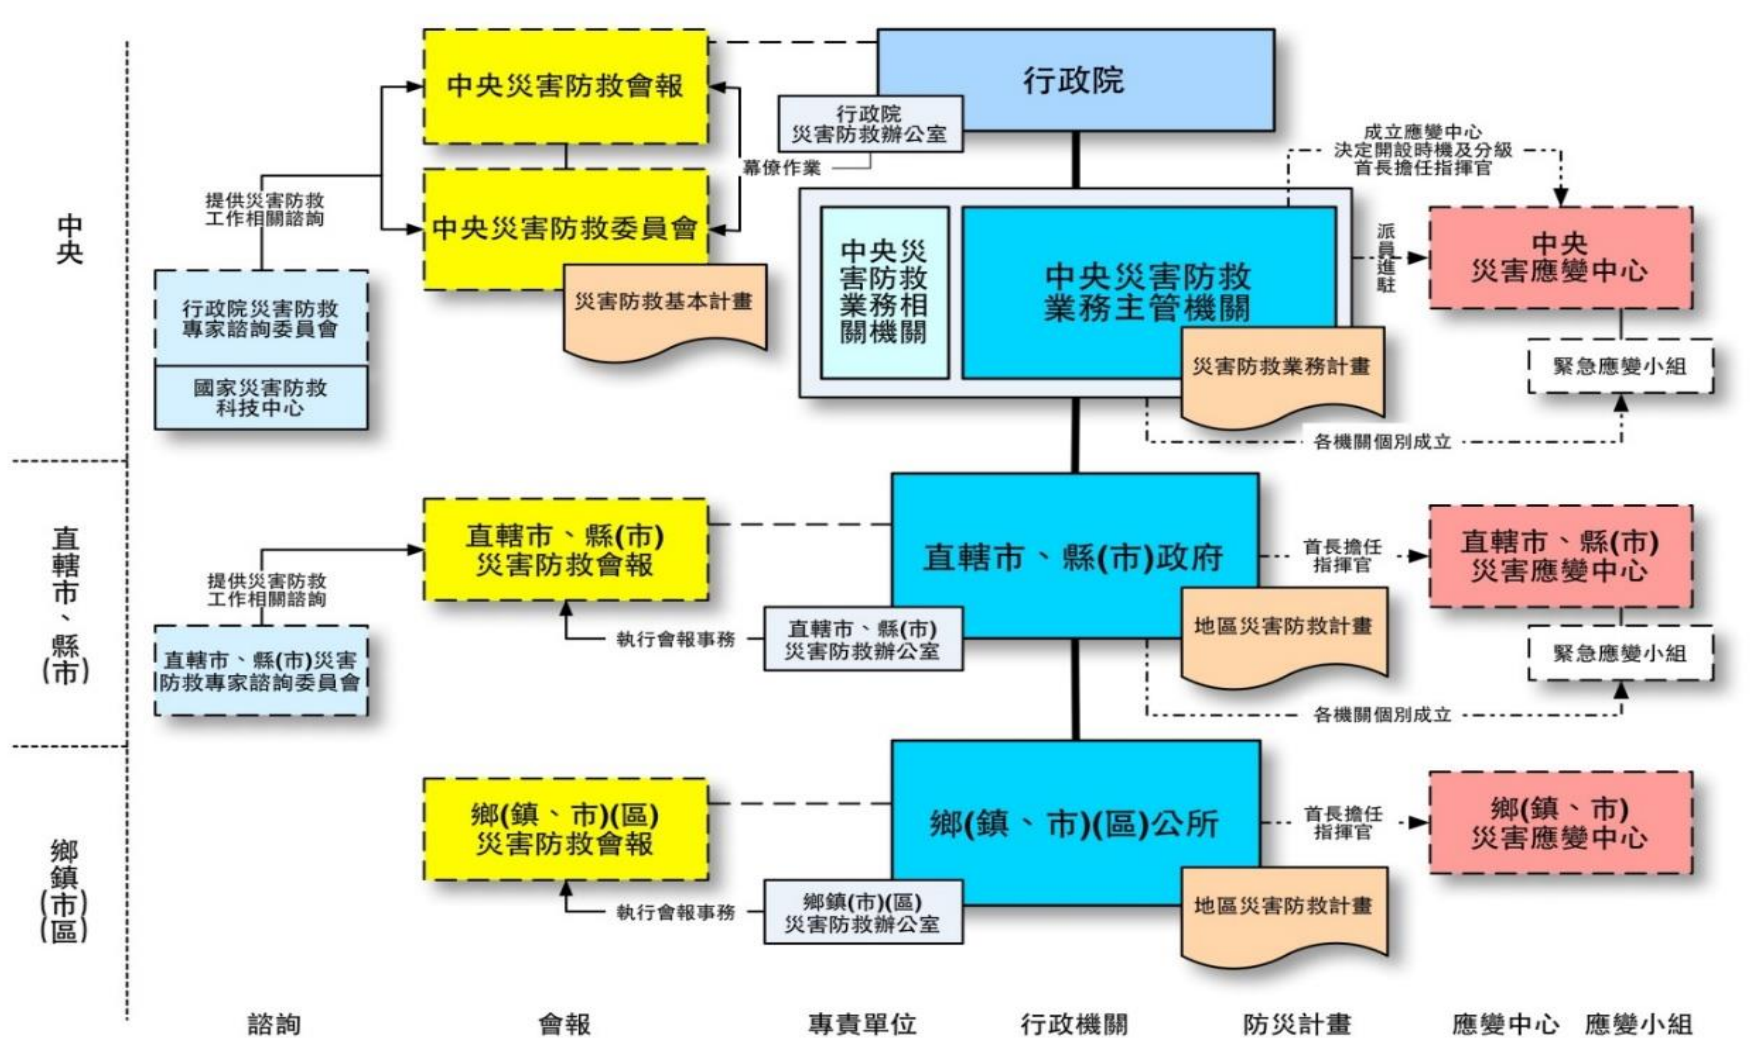 中央
中央災害防救會報
行政院
行政院
災害防救辦公室
幕僚作業
成立應變中心
決定開設時機及分級
首長擔任指揮官
提供災害防救
工作相關諮詢
中央災害防救委員會
災害防救基本計畫
行政院災害防救
專家諮詢委員會
國家災害防救
科技中心
中央災
害防救
業務相
關機關
中央災害防救
業務主管機關
災害防救業務計畫
派員進駐
中央
災害應變中心
緊急應變小組
各機關個別成立
直轄市、縣(市)
直轄市、縣(市)
災害防救會報
直轄市、縣(市)政府
首長擔任
指揮官
直轄市、縣(市)
災害應變中心
提供災害防救
工作相關諮詢
直轄市、縣(市)災害
防救專家諮詢委員會
執行會報事務
直轄市、縣(市)
災害防救辦公室
地區災害防救計畫
緊急應變小組
各機關個別成立
鄉鎮(市)(區)
鄉(鎮、市)(區)
災害防救會報
鄉(鎮、市)(區)公所
首長擔任
指揮官
鄉(鎮、市)
災害應變中心
執行會報事務
鄉鎮(市)(區)
災害防救辦公室
地區災害防救計畫
諮詢
會報
專責單位
行政機關
防災計畫
應變中心
應變小組